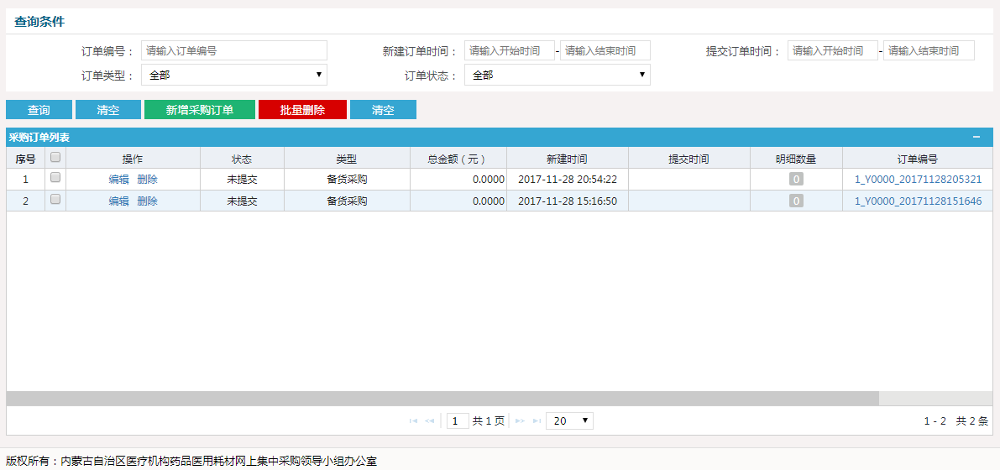 查询条件
订单编号： 请输入订单编号 新建订单时间： 请输入开始时间 - 请输入结束时间 提交订单时间： 请输入开始时间 - 请输入结束时间
订单类型： 全部 订单状态： 全部
查询 清空 新增采购订单 批量删除 清空
采购订单列表
序号 操作 状态 类型 总金额（元） 新建时间 提交时间 明细数量 订单编号
1 编辑 删除 未提交 备货采购 0.0000 2017-11-28 20:54:22 0 1_Y0000_20171128205321
2 编辑 删除 未提交 备货采购 0.0000 2017-11-28 15:16:50 0 1_Y0000_20171128151646
1 共 1 页 20 1 - 2 共 2 条
版权所有：内蒙古自治区医疗机构药品医用耗材网上集中采购领导小组办公室